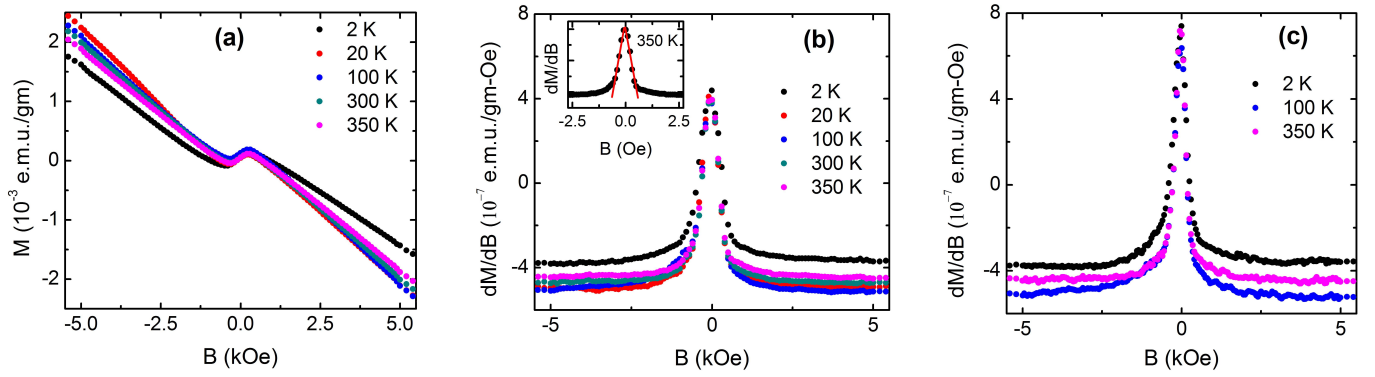 (a)
2 K
20 K
100 K
300 K
350 K
2
1
0
-1
-2
M (10⁻³ e.m.u./gm)
-5.0 -2.5 0.0 2.5 5.0
B (kOe)
(b)
350 K
dM/dB
-2.5 0.0 2.5
B (Oe)
2 K
20 K
100 K
300 K
350 K
8
4
0
-4
dM/dB (10⁻⁷ e.m.u./gm-Oe)
-5 0 5
B (kOe)
(c)
2 K
100 K
350 K
8
4
0
-4
dM/dB (10⁻⁷ e.m.u./gm-Oe)
-5 0 5
B (kOe)